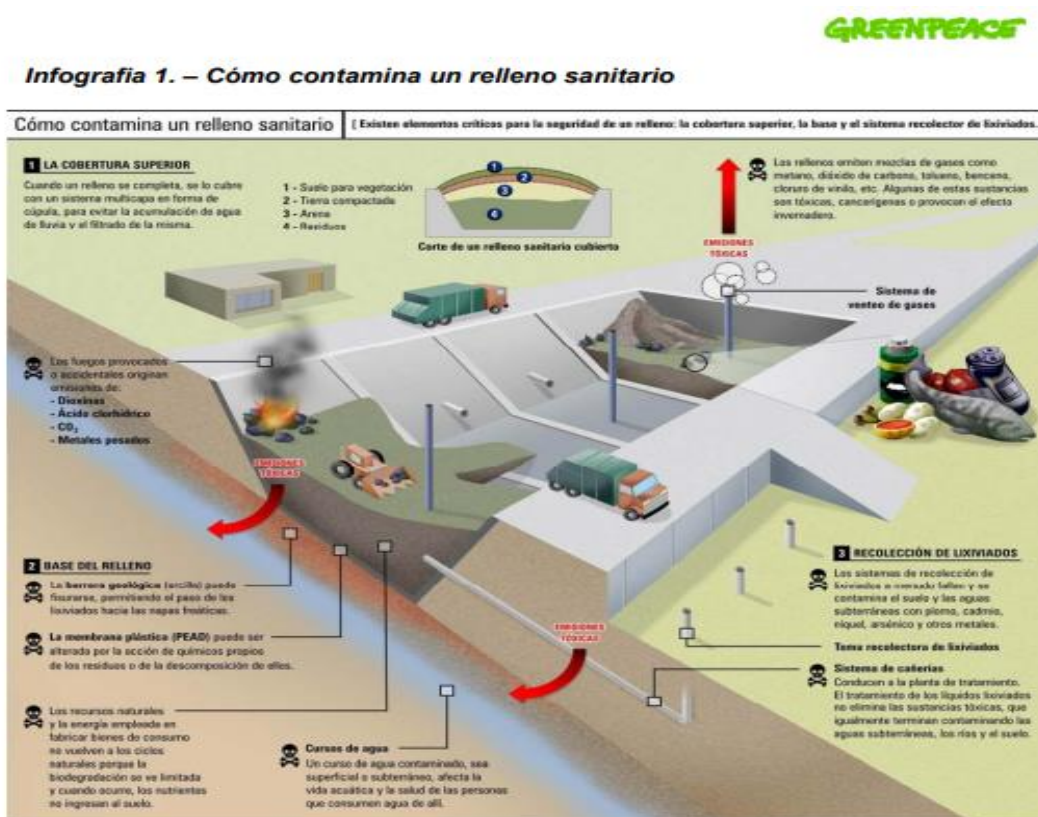 GREENPEACE
Infografia 1. – Cómo contamina un relleno sanitario
Cómo contamina un relleno sanitario
[ Existen elementos críticos para la seguridad de un relleno: la cobertura superior, la base y el sistema recolector de lixiviados.
1 LA COBERTURA SUPERIOR
Cuando un relleno se completa, se lo cubre
con un sistema multicapa en forma de
cúpula, para evitar la acumulación de agua
de lluvia y el filtrado de la misma.
1 - Suelo para vegetación
2 - Tierra compactada
3 - Arena
4 - Residuos
1
2
3
4
Corte de un relleno sanitario cubierto
EMISIONES
TÓXICAS
Los rellenos emiten mezclas de gases como
metano, dióxido de carbono, tolueno, benceno,
cloruro de vinilo, etc. Algunas de estas sustancias
son tóxicas, cancerígenas o provocan el efecto
invernadero.
Sistema de
venteo de gases
Los fuegos provocados
o accidentales originan
emisiones de:
- Dioxinas
- Ácido clorhídrico
- CO2
- Metales pesados
EMISIONES
TÓXICAS
2 BASE DEL RELLENO
La barrera geológica (arcilla) puede
fisurarse, permitiendo el paso de los
lixiviados hacia las napas freáticas.
La membrana plástica (PEAD) puede ser
alterada por la acción de químicos propios
de los residuos o de la descomposición de ellos.
Los recursos naturales
y la energía empleada en
fabricar bienes de consumo
no vuelven a los ciclos
naturales porque la
biodegradación se ve limitada
y cuando ocurre, los nutrientes
no ingresan al suelo.
EMISIONES
TÓXICAS
Cursos de agua
Un curso de agua contaminado, sea
superficial o subterráneo, afecta la
vida acuática y la salud de las personas
que consumen agua de allí.
3 RECOLECCIÓN DE LIXIVIADOS
Los sistemas de recolección de
lixiviados a menudo fallan y se
contamina el suelo y las aguas
subterráneas con plomo, cadmio,
níquel, arsénico y otros metales.
Toma recolectora de lixiviados
Sistema de cañerías
Conducen a la planta de tratamiento.
El tratamiento de los líquidos lixiviados
no elimina las sustancias tóxicas, que
igualmente terminan contaminando las
aguas subterráneas, los ríos y el suelo.